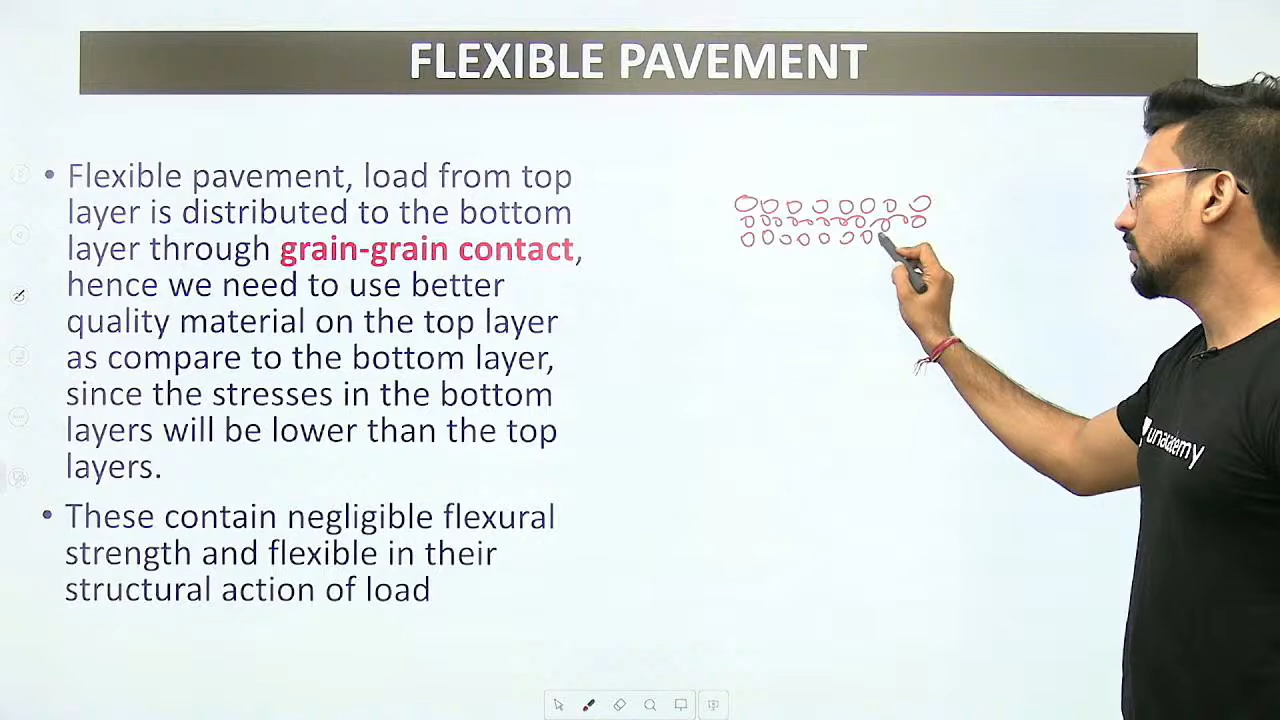 FLEXIBLE PAVEMENT
• Flexible pavement, load from top
layer is distributed to the bottom
layer through grain-grain contact,
hence we need to use better
quality material on the top layer
as compare to the bottom layer,
since the stresses in the bottom
layers will be lower than the top
layers.
• These contain negligible flexural
strength and flexible in their
structural action of load
unacademy